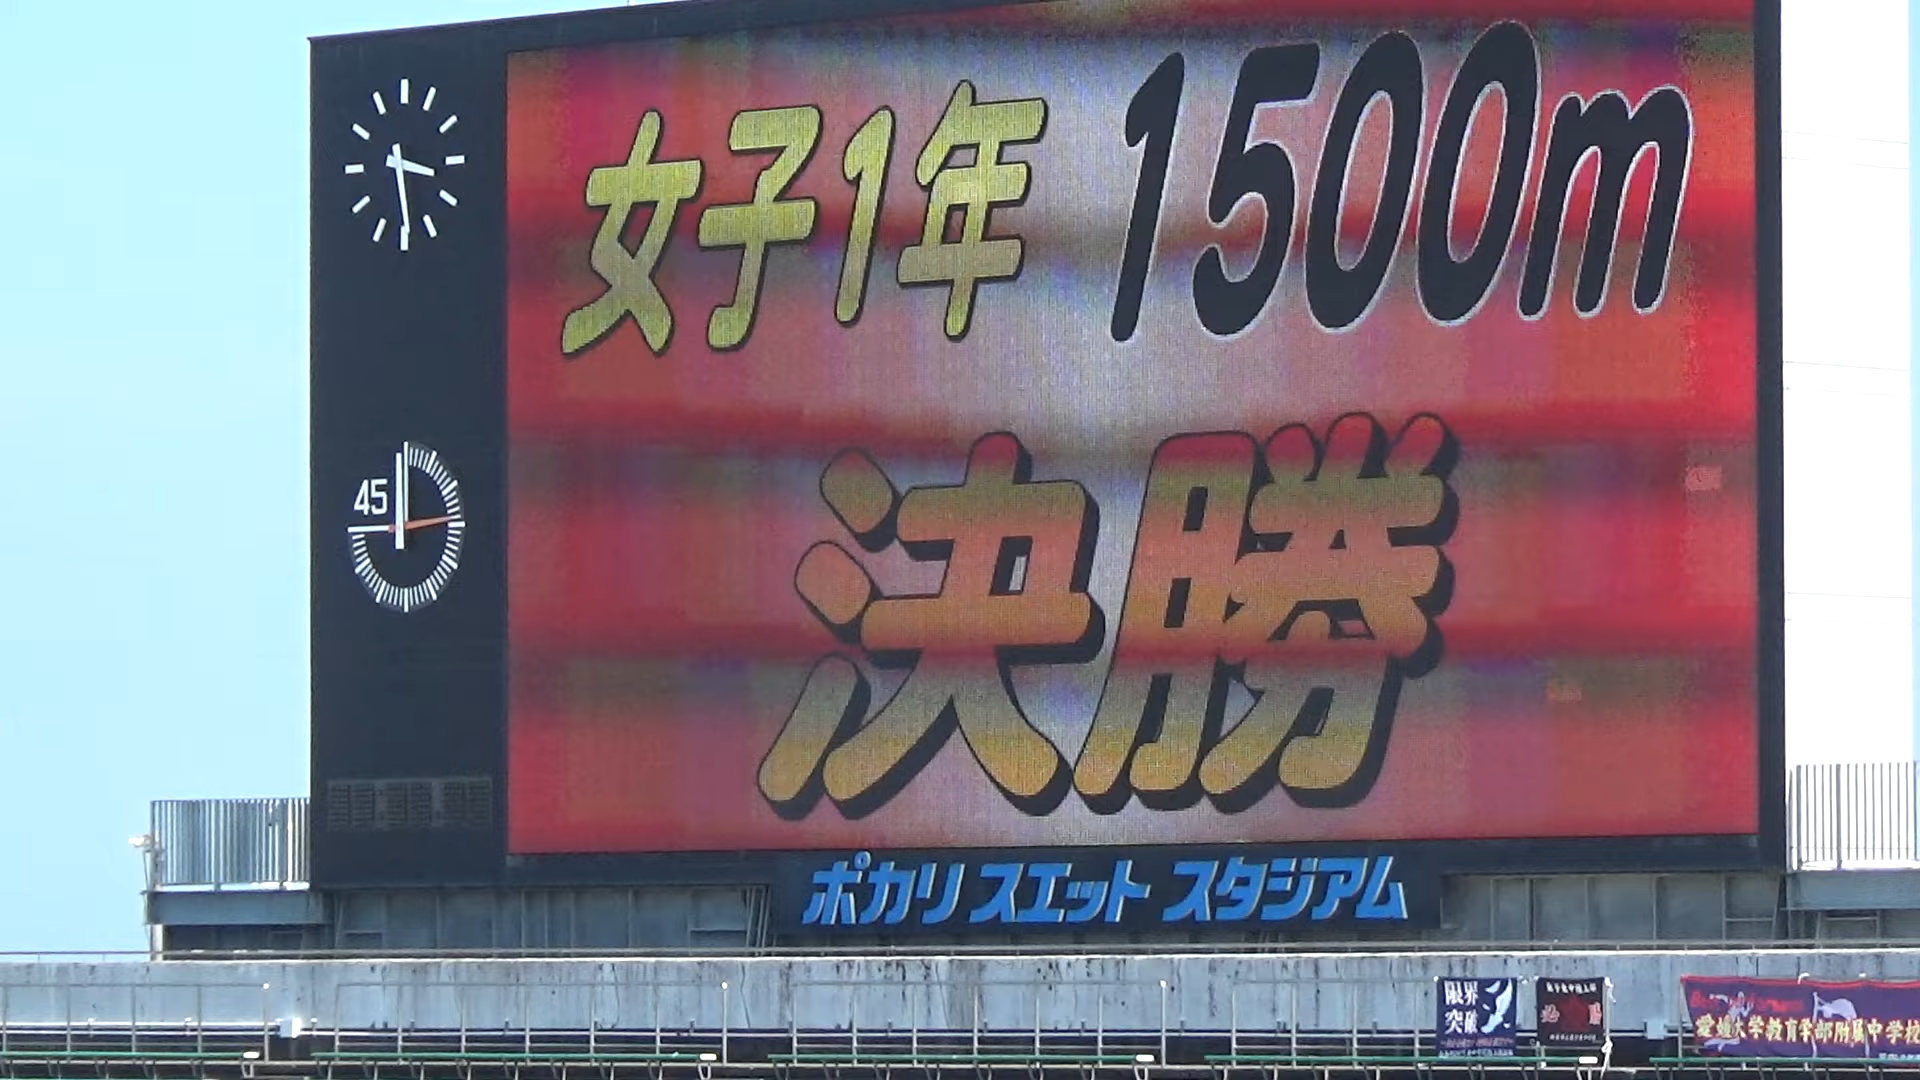 女子1年 1500m
45
決勝
ポカリスエット スタジアム
限界
突破
愛媛大学教育学部附属中学校